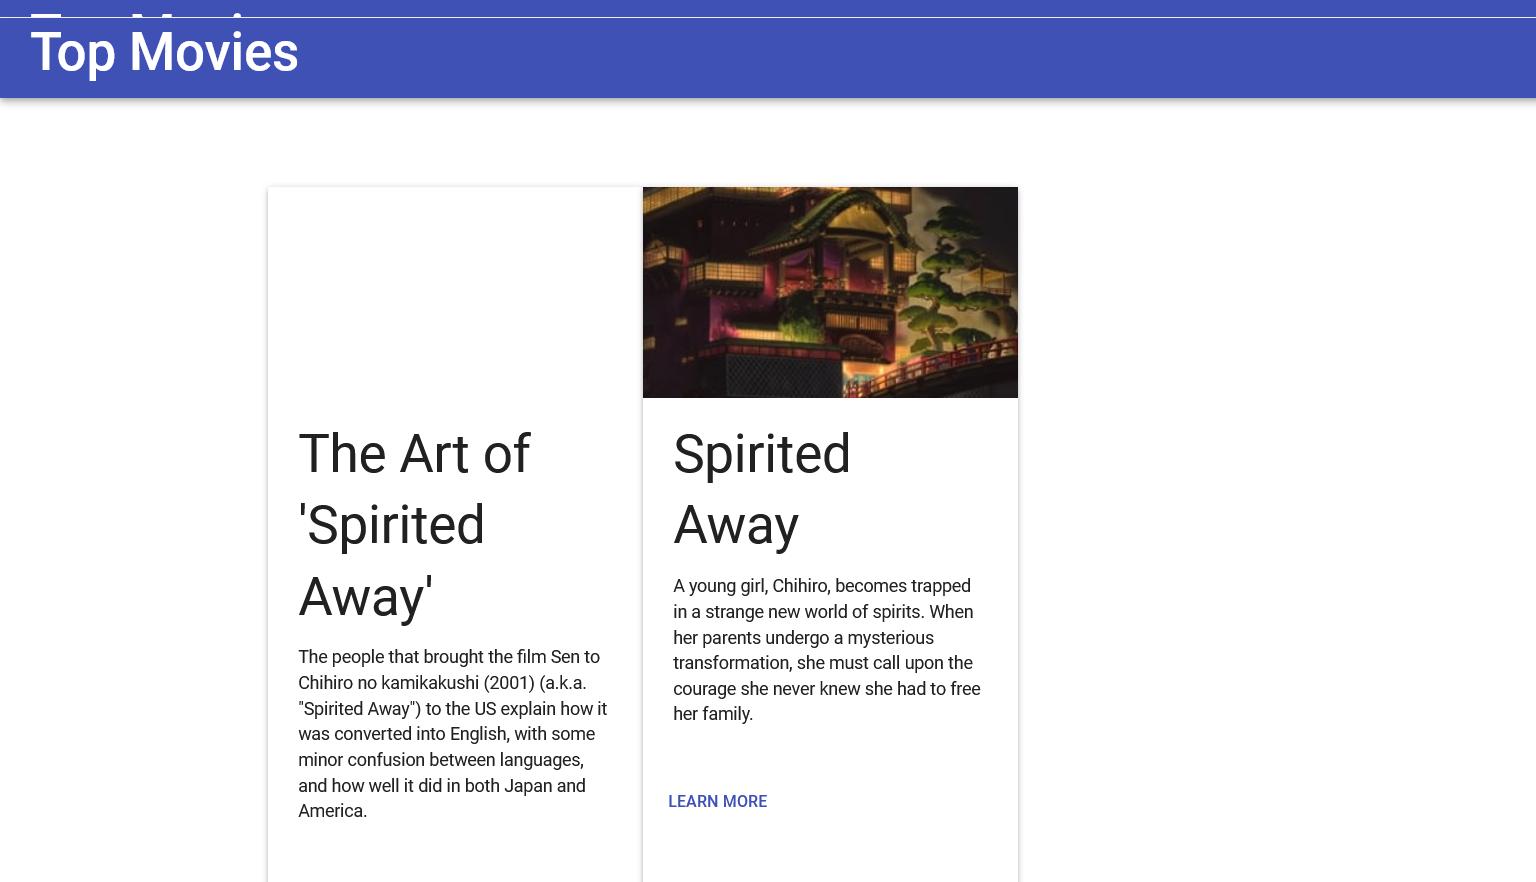 Top Movies
The Art of
'Spirited
Away'
The people that brought the film Sen to
Chihiro no kamikakushi (2001) (a.k.a.
"Spirited Away") to the US explain how it
was converted into English, with some
minor confusion between languages,
and how well it did in both Japan and
America.
Spirited
Away
A young girl, Chihiro, becomes trapped
in a strange new world of spirits. When
her parents undergo a mysterious
transformation, she must call upon the
courage she never knew she had to free
her family.
LEARN MORE